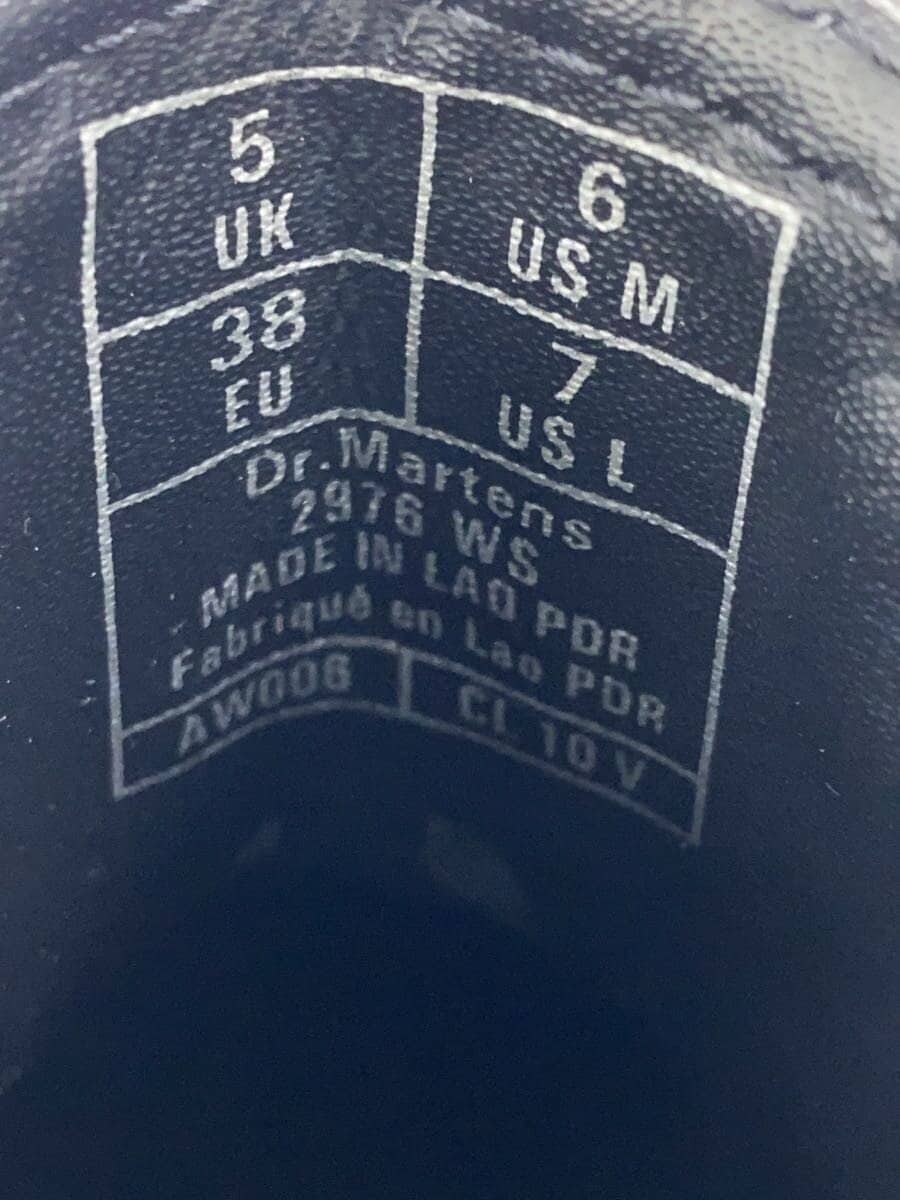 5
UK
6
US M
38
EU
7
US L
Dr.Martens
2976 WS
MADE IN LAO PDR
Fabriqué en Lao PDR
AW006
CL 10 V